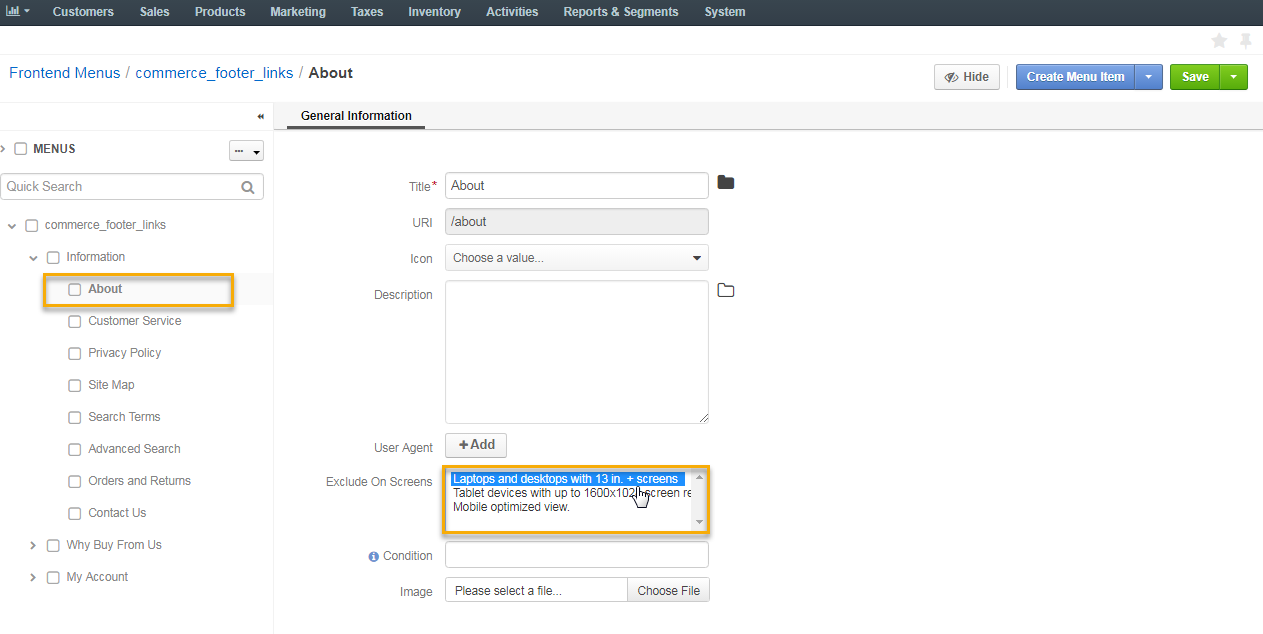 Customers Sales Products Marketing Taxes Inventory Activities Reports & Segments System
Frontend Menus / commerce_footer_links / About
Hide
Create Menu Item
Save
General Information
MENUS
...
Quick Search
commerce_footer_links
Information
About
Customer Service
Privacy Policy
Site Map
Search Terms
Advanced Search
Orders and Returns
Contact Us
Why Buy From Us
My Account
Title* About
URI /about
Icon Choose a value...
Description
User Agent +Add
Exclude On Screens
Laptops and desktops with 13 in. + screens
Tablet devices with up to 1600x102 screen re
Mobile optimized view.
Condition
Image Please select a file... Choose File